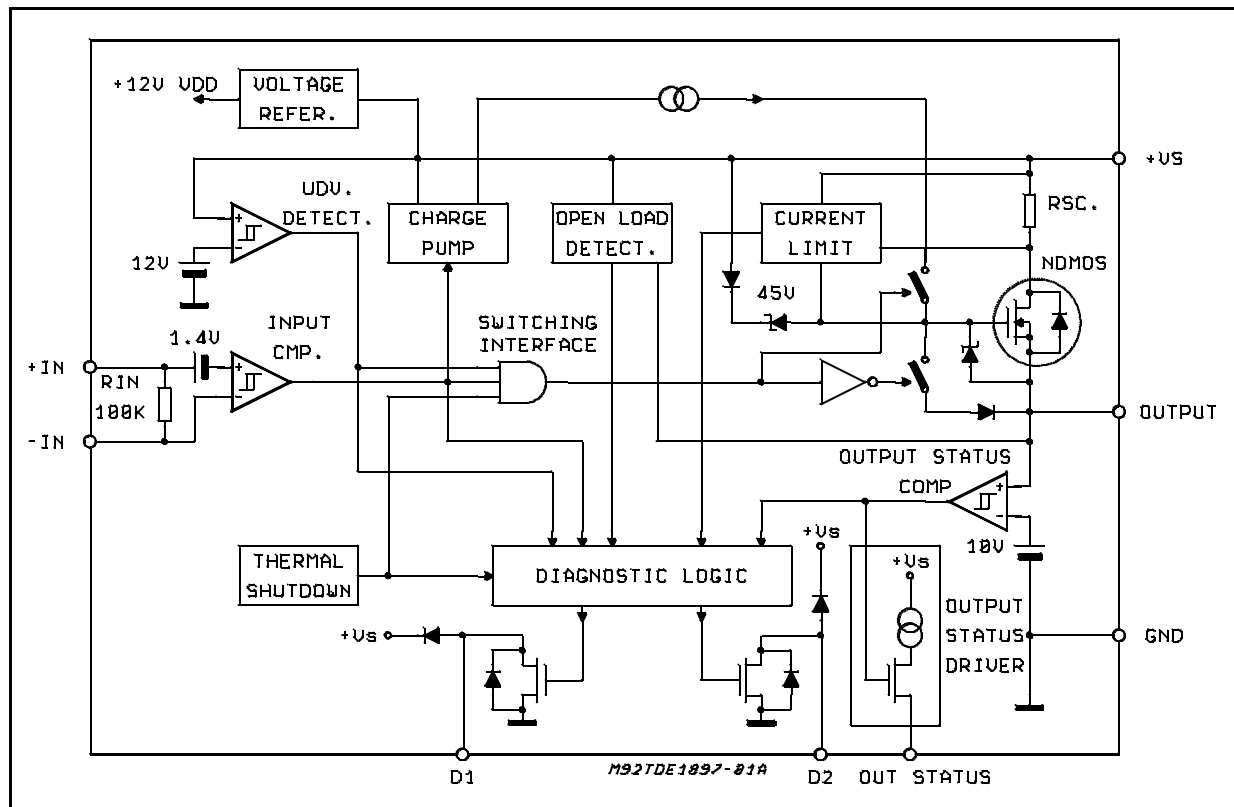 +12V VDD
VOLTAGE
REFER.
+VS
UDV.
DETECT.
CHARGE
PUMP
OPEN LOAD
DETECT.
CURRENT
LIMIT
RSC.
+
-
12V
NDMOS
45V
1.4V
INPUT
CMP.
SWITCHING
INTERFACE
+IN
RIN
100K
+
-
-IN
OUTPUT
OUTPUT STATUS
COMP
+
-
10V
THERMAL
SHUTDOWN
DIAGNOSTIC LOGIC
+Vs
+Vs
OUTPUT
STATUS
DRIVER
+Vs
GND
D1
M92TDE1897-01A
D2
OUT STATUS